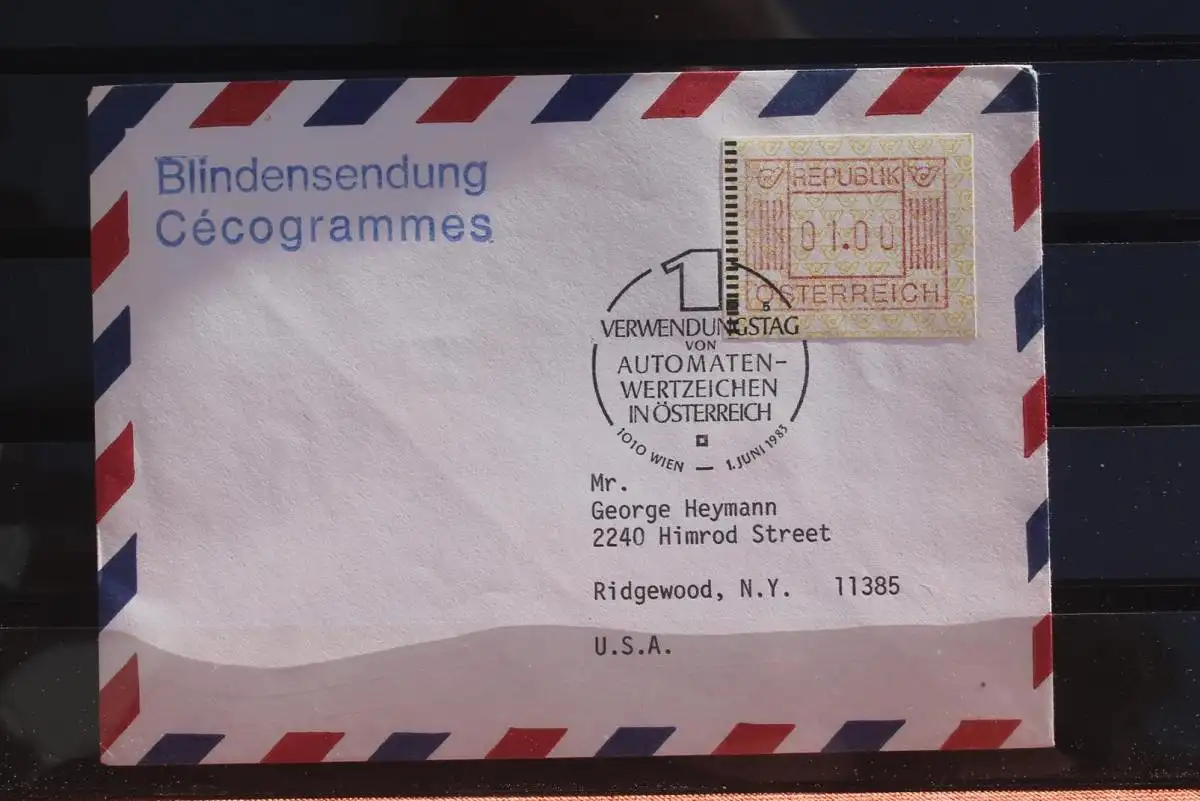 Blindensendung
Cécogrammes
REPUBLIK
01.00
ÖSTERREICH
1.
5
VERWENDUNGSTAG
VON
AUTOMATEN-
WERTZEICHEN
IN ÖSTERREICH
1010 WIEN — 1. JUNI 1983
Mr.
George Heymann
2240 Himrod Street
Ridgewood, N.Y. 11385
U.S.A.